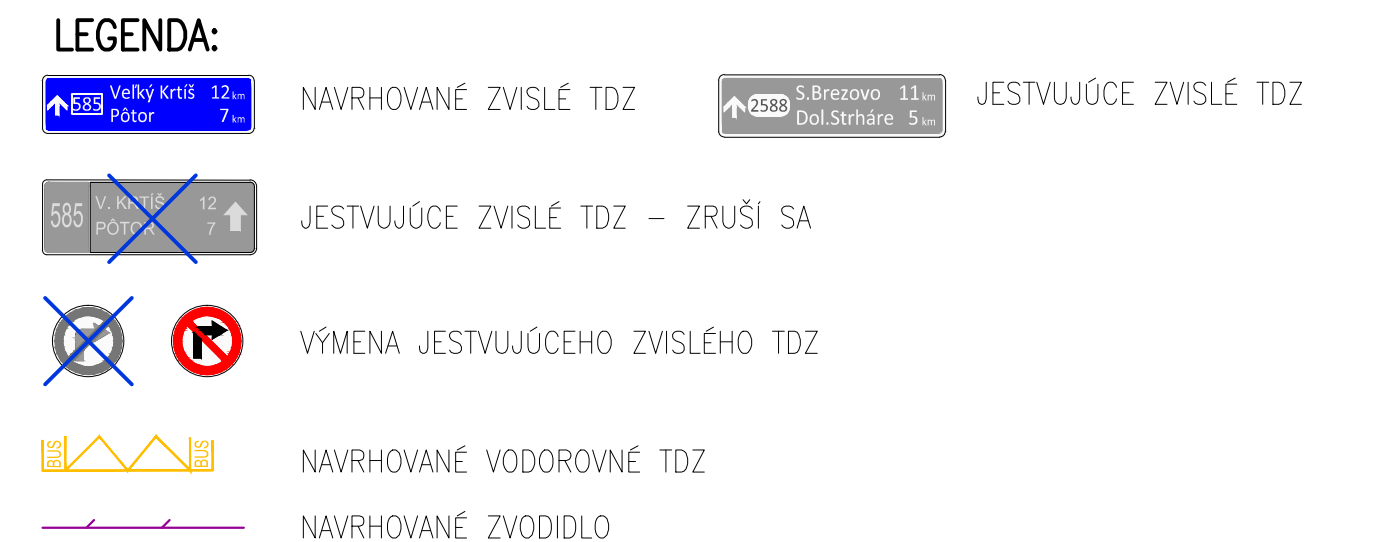 LEGENDA:
585 Veľký Krtíš 12 km
Pôtor 7 km
NAVRHOVANÉ ZVISLÉ TDZ
2588 S.Brezovo 11 km
Dol.Strháre 5 km
JESTVUJÚCE ZVISLÉ TDZ
585 V. KRTÍŠ 12
PÔTOR 7
JESTVUJÚCE ZVISLÉ TDZ – ZRUŠÍ SA
VÝMENA JESTVUJÚCEHO ZVISLÉHO TDZ
BUS BUS
NAVRHOVANÉ VODOROVNÉ TDZ
NAVRHOVANÉ ZVODIDLO